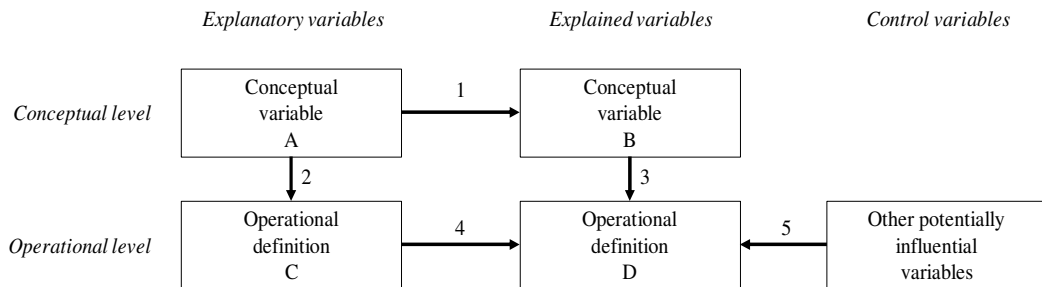 Explanatory variables
Explained variables
Control variables
Conceptual level
Conceptual
variable
A
1
Conceptual
variable
B
2
3
Operational level
Operational
definition
C
4
Operational
definition
D
5
Other potentially
influential
variables